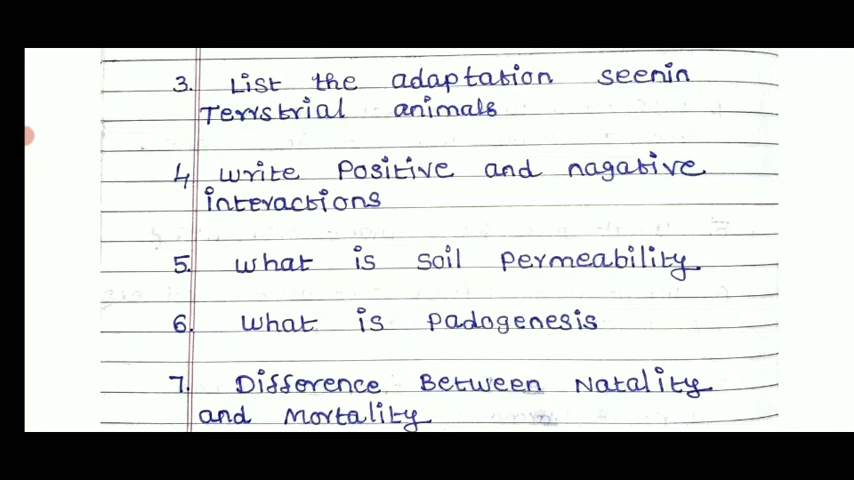 3. List the adaptation seenin
Terrstrial animals
4 write Positive and nagative
interactions
5. what is soil permeability
6. what is padogenesis
7. Difference Between Natality
and Mortality